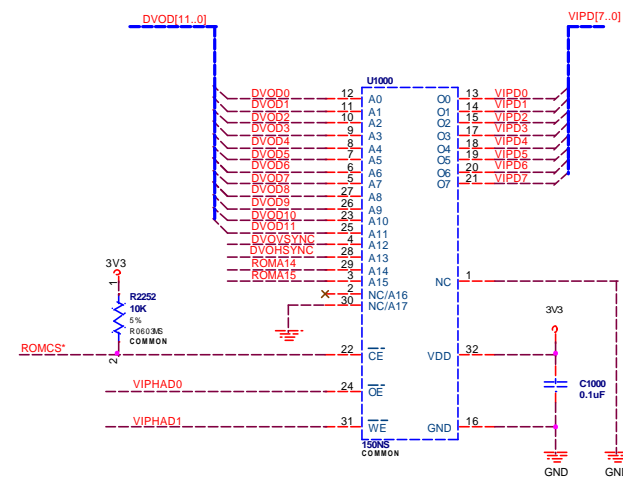 DVOD[11..0]
VIPD[7..0]
U1000
DVOD0 12 A0 O0 13 VIPD0
DVOD1 11 A1 O1 14 VIPD1
DVOD2 10 A2 O2 15 VIPD2
DVOD3 9 A3 O3 17 VIPD3
DVOD4 8 A4 O4 18 VIPD4
DVOD5 7 A5 O5 19 VIPD5
DVOD6 6 A6 O6 20 VIPD6
DVOD7 5 A7 O7 21 VIPD7
DVOD8 27 A8
DVOD9 26 A9
DVOD10 23 A10
DVOD11 25 A11
DVOVSYNC 4 A12
DVOHSYNC 28 A13
ROMA14 29 A14
ROMA15 3 A15 NC 1
2 NC/A16
30 NC/A17
3V3
1
R2252
10K
5%
R0603MS
COMMON
2
3V3
ROMCS* 22 CE VDD 32
VIPHAD0 24 OE
C1000
0.1uF
VIPHAD1 31 WE GND 16
150NS
COMMON
GND
GND